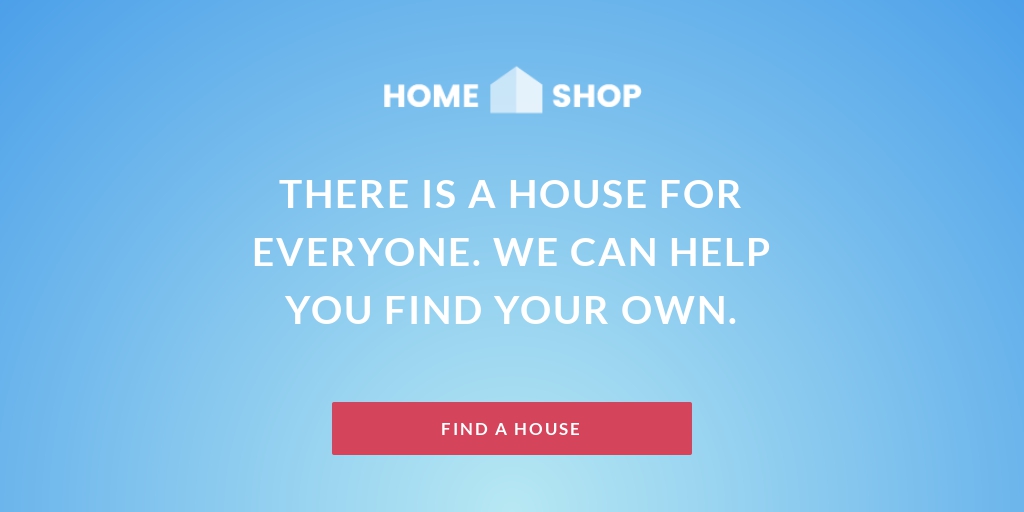 HOME SHOP
THERE IS A HOUSE FOR
EVERYONE. WE CAN HELP
YOU FIND YOUR OWN.
FIND A HOUSE